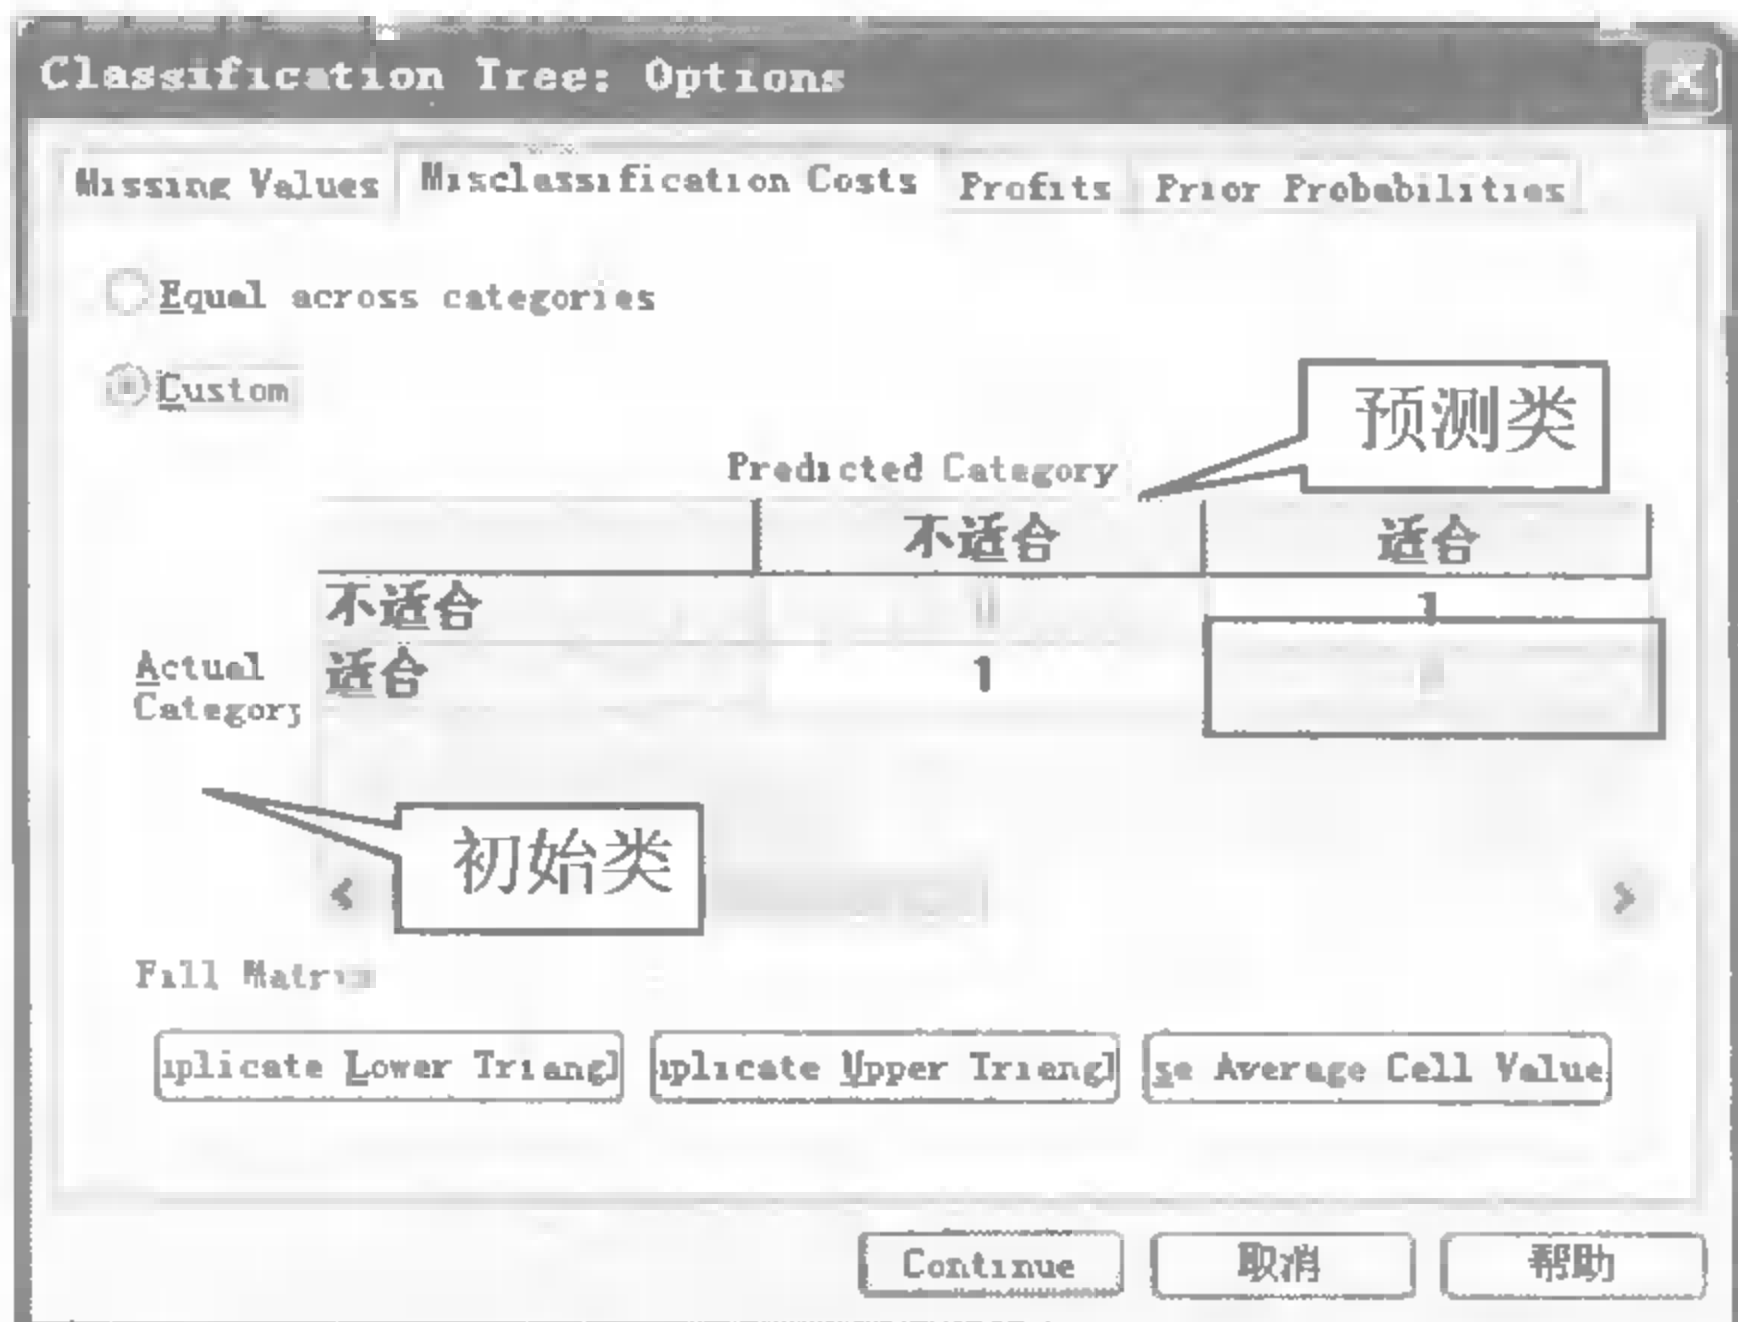 Classification Tree: Options
Missing Values Misclassification Costs Profits Prior Probabilities
Equal across categories
Custom
预测类
Predicted Category
不适合 适合
不适合 0 1
适合 1
Actual
Category
初始类
Fill Matrix
uplicate Lower Triangl uplicate Upper Triangl se Average Cell Value
Continue 取消 帮助